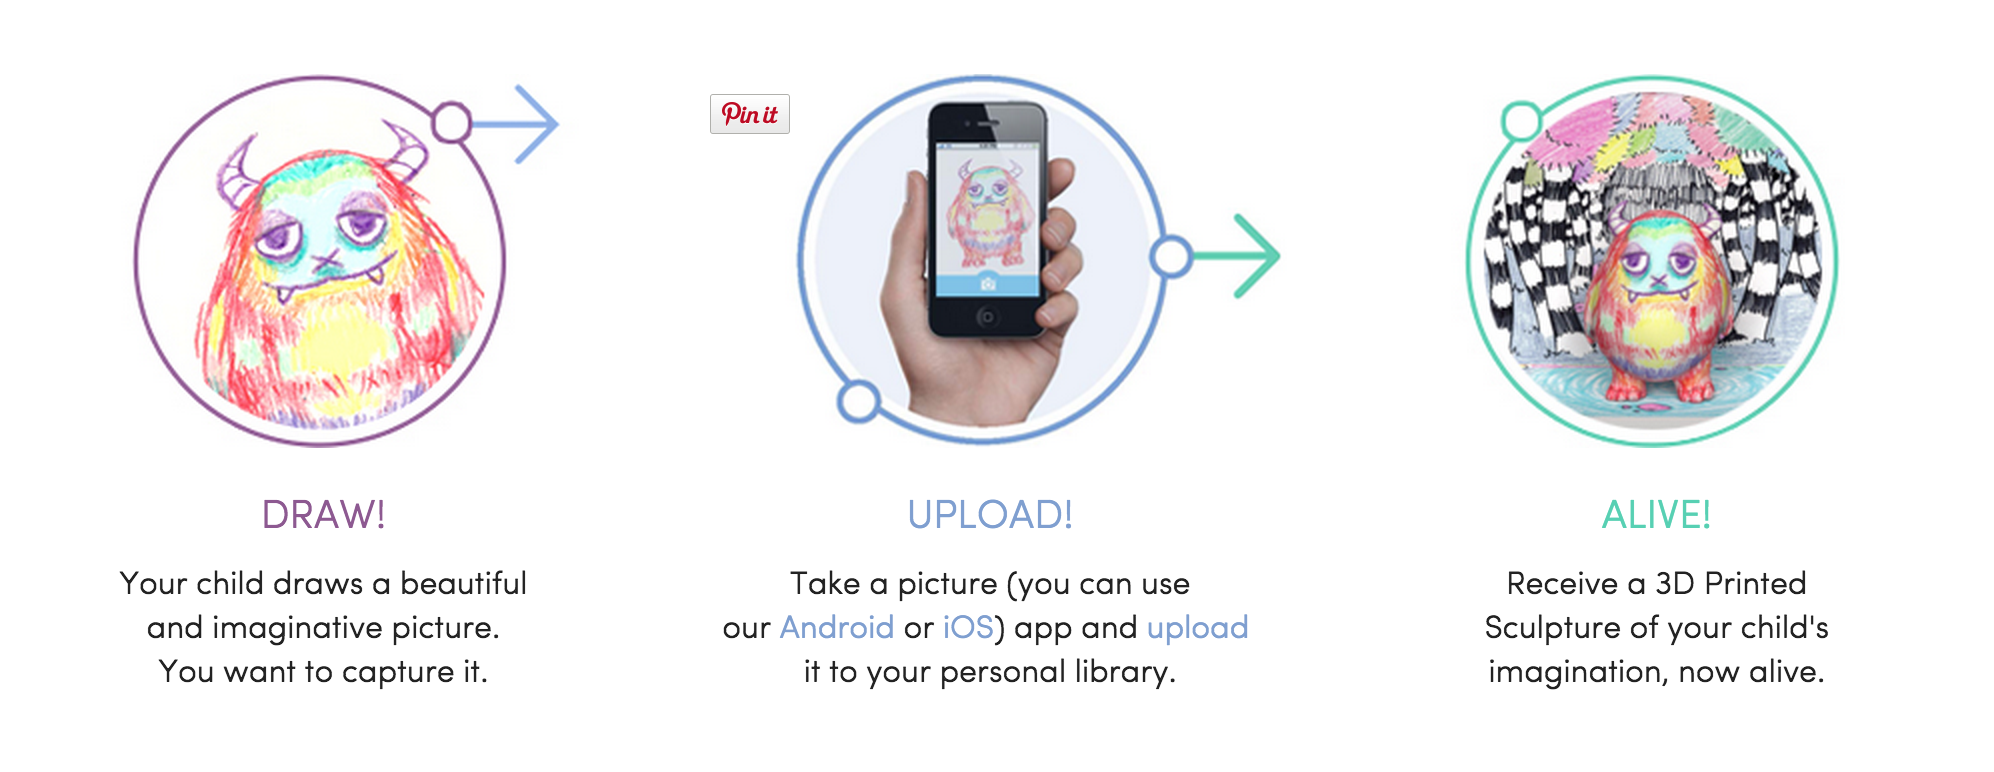 Pin it
DRAW!
Your child draws a beautiful
and imaginative picture.
You want to capture it.
UPLOAD!
Take a picture (you can use
our Android or iOS) app and upload
it to your personal library.
ALIVE!
Receive a 3D Printed
Sculpture of your child's
imagination, now alive.